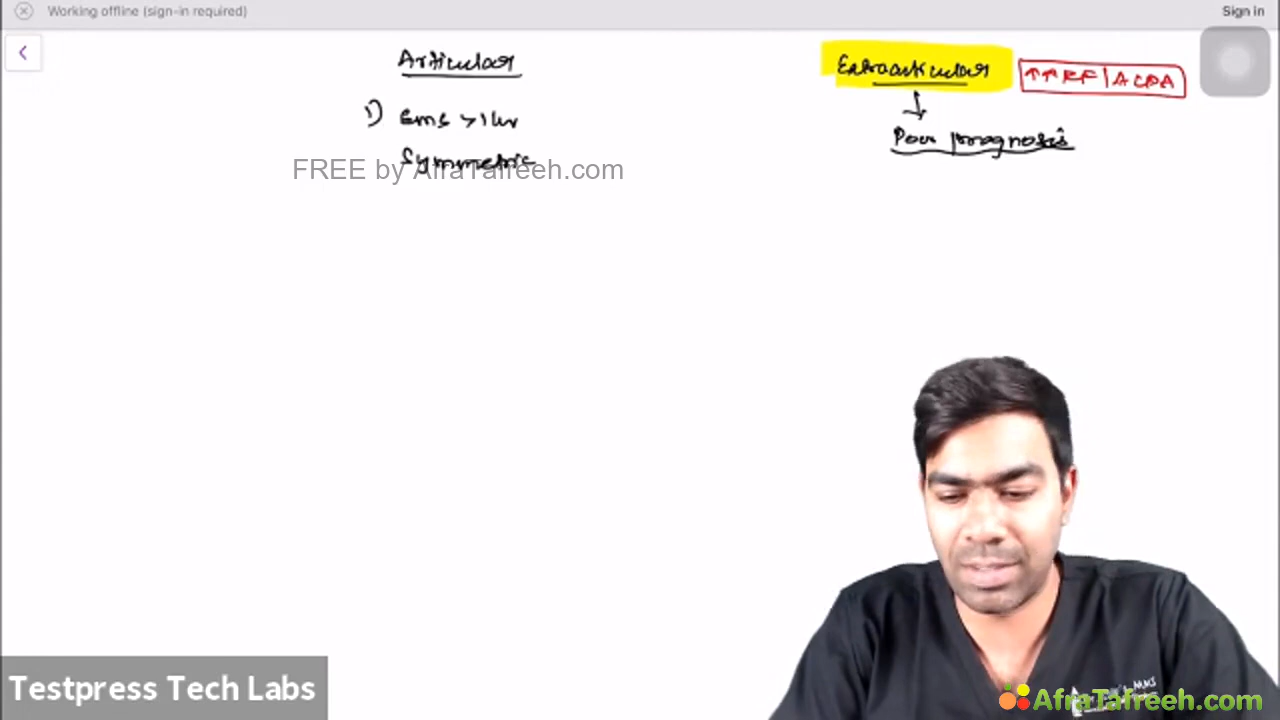 Working offline (sign-in required)
Sign in
Articular
Extraarticular
↑↑RF | ACPA
1) EMS >1hr
Poor prognosis
Symmetric
FREE by AfraTafreeh.com
Testpress Tech Labs
AfraTafreeh.com